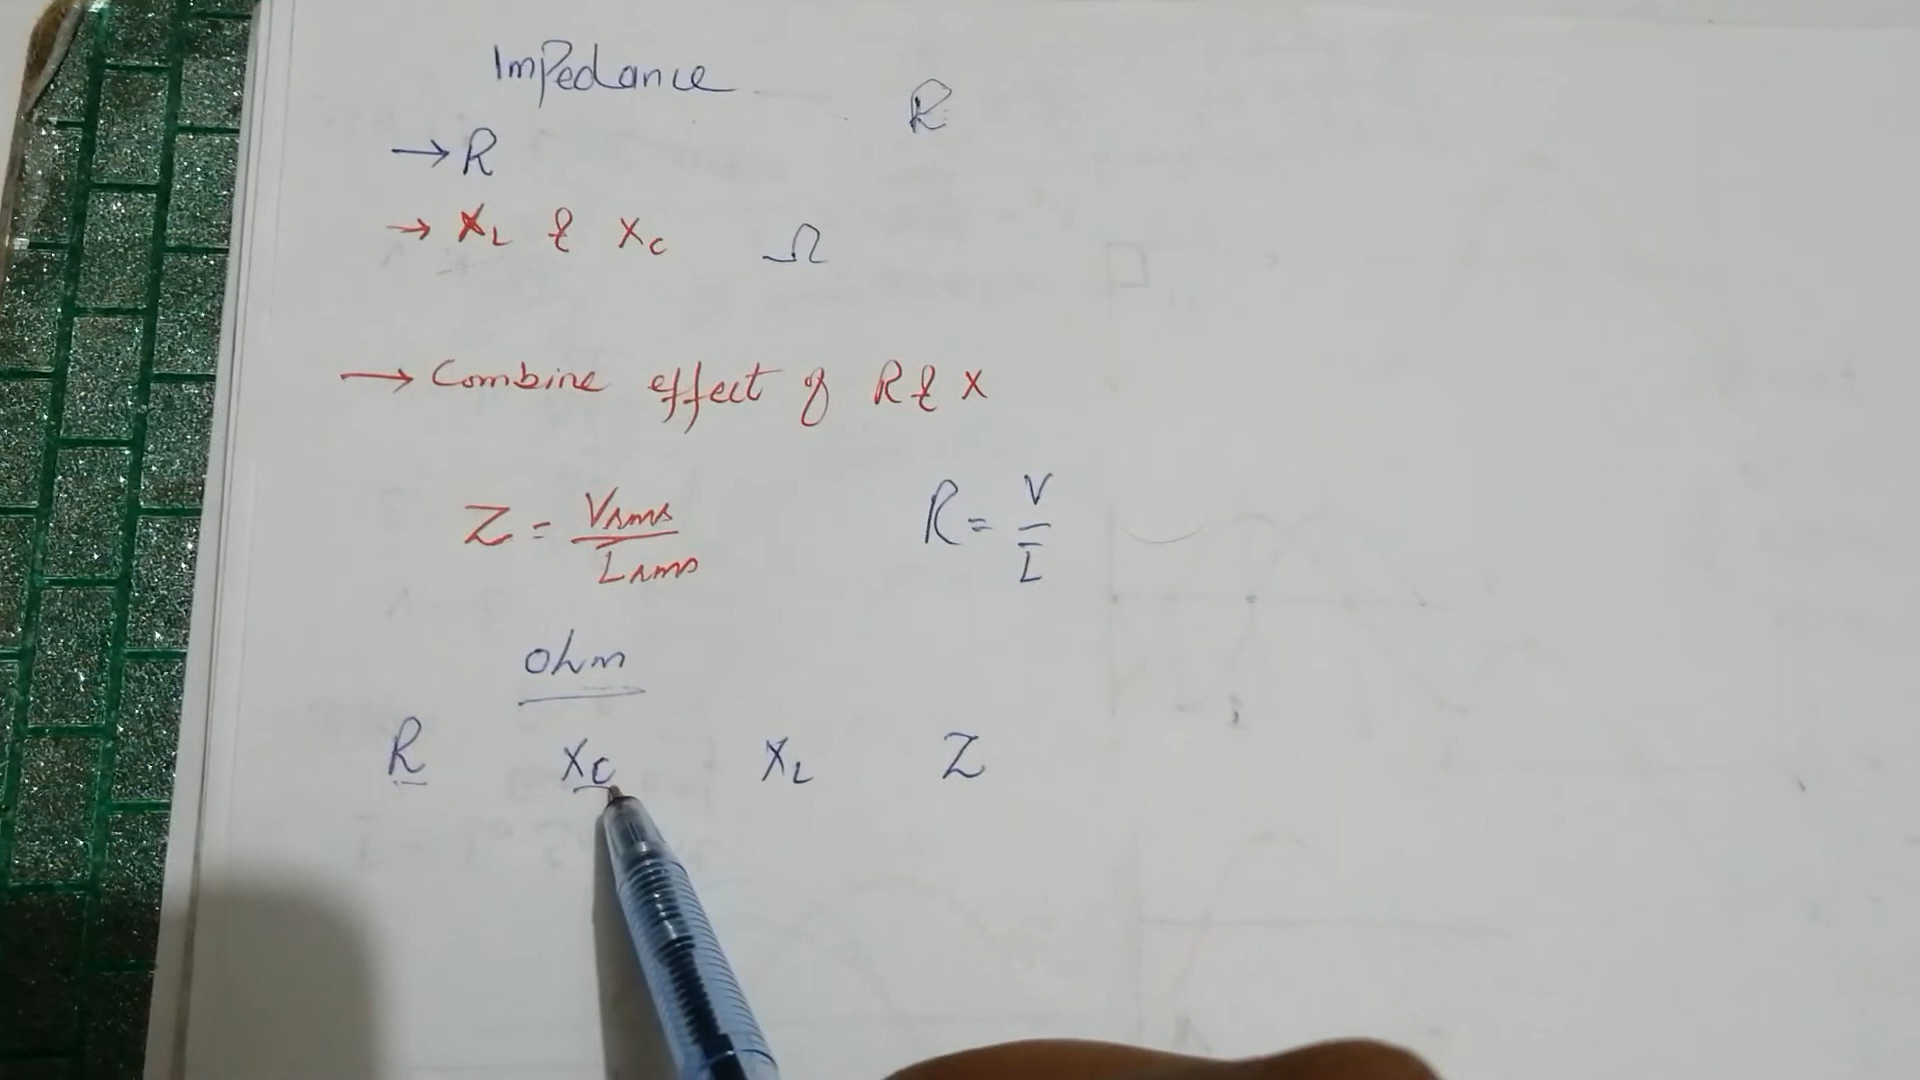 Impedance
R
→ R
→ XL & XC Ω
→ Combine effect of R & X
Z = Vrms / Irms R = V / I
Ohm
R XC XL Z